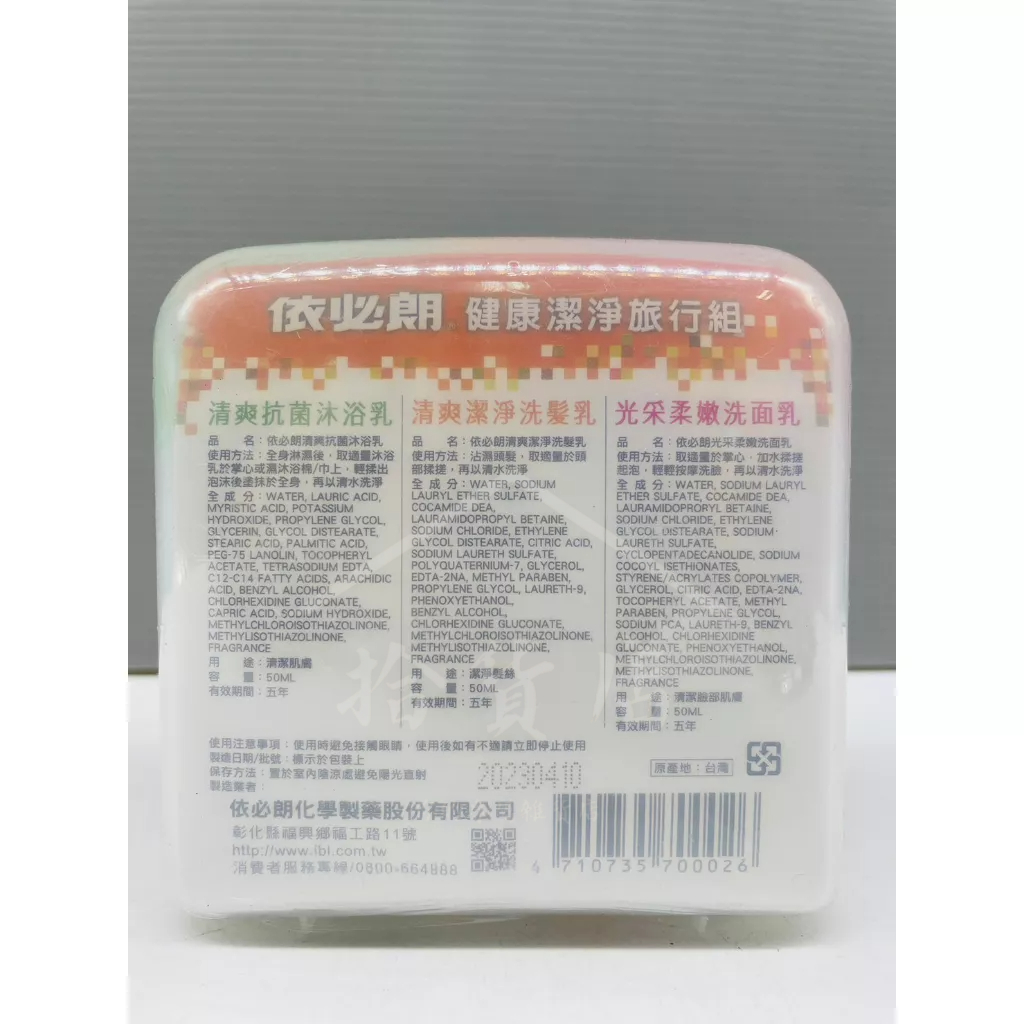 依必朗 健康潔淨旅行組
清爽抗菌沐浴乳
品 名：依必朗清爽抗菌沐浴乳
使用方法：全身淋濕後，取適量沐浴
乳於掌心或濕沐浴棉/巾上，輕揉出
泡沫後塗抹於全身，再以清水洗淨
全 成 分：WATER, LAURIC ACID,
MYRISTIC ACID, POTASSIUM
HYDROXIDE, PROPYLENE GLYCOL,
GLYCERIN, GLYCOL DISTEARATE,
STEARIC ACID, PALMITIC ACID,
PEG-75 LANOLIN, TOCOPHERYL
ACETATE, TETRASODIUM EDTA,
C12-C14 FATTY ACIDS, ARACHIDIC
ACID, BENZYL ALCOHOL,
CHLORHEXIDINE GLUCONATE,
CAPRIC ACID, SODIUM HYDROXIDE,
METHYLCHLOROISOTHIAZOLINONE,
METHYLISOTHIAZOLINONE,
FRAGRANCE
用 途：清潔肌膚
容 量：50ML
有效期間：五年
清爽潔淨洗髮乳
品 名：依必朗清爽潔淨洗髮乳
使用方法：沾濕頭髮，取適量於頭
部揉搓，再以清水洗淨
全 成 分：WATER, SODIUM
LAURYL ETHER SULFATE,
COCAMIDE DEA,
LAURAMIDOPROPYL BETAINE,
SODIUM CHLORIDE, ETHYLENE
GLYCOL DISTEARATE, CITRIC ACID,
SODIUM LAURETH SULFATE,
POLYQUATERNIUM-7, GLYCEROL,
EDTA-2NA, METHYL PARABEN,
PROPYLENE GLYCOL, LAURETH-9,
PHENOXYETHANOL,
BENZYL ALCOHOL,
CHLORHEXIDINE GLUCONATE,
METHYLCHLOROISOTHIAZOLINONE,
METHYLISOTHIAZOLINONE,
FRAGRANCE
用 途：潔淨髮絲
容 量：50ML
有效期間：五年
光采柔嫩洗面乳
品 名：依必朗光采柔嫩洗面乳
使用方法：取適量於掌心，加水揉搓
起泡，輕輕按摩洗臉，再以清水洗淨
全 成 分：WATER, SODIUM LAURYL
ETHER SULFATE, COCAMIDE DEA,
LAURAMIDOPROPYL BETAINE,
SODIUM CHLORIDE, ETHYLENE
GLYCOL DISTEARATE, SODIUM
LAURETH SULFATE,
CYCLOPENTADECANOLIDE, SODIUM
COCOYL ISETHIONATES,
STYRENE/ACRYLATES COPOLYMER,
GLYCEROL, CITRIC ACID, EDTA-2NA,
TOCOPHERYL ACETATE, METHYL
PARABEN, PROPYLENE GLYCOL,
SODIUM PCA, LAURETH-9, BENZYL
ALCOHOL, CHLORHEXIDINE
GLUCONATE, PHENOXYETHANOL,
METHYLCHLOROISOTHIAZOLINONE,
METHYLISOTHIAZOLINONE,
FRAGRANCE
用 途：清潔臉部肌膚
容 量：50ML
有效期間：五年
使用注意事項：使用時避免接觸眼睛，使用後如有不適請立即停止使用
製造日期/批號：標示於包裝上
保存方法：置於室內陰涼處避免陽光直射
製造業者：
20230410
原產地：台灣
依必朗化學製藥股份有限公司
彰化縣福興鄉福工路11號
http://www.ibl.com.tw
消費者服務專線/0800-664888
4 710735 700026